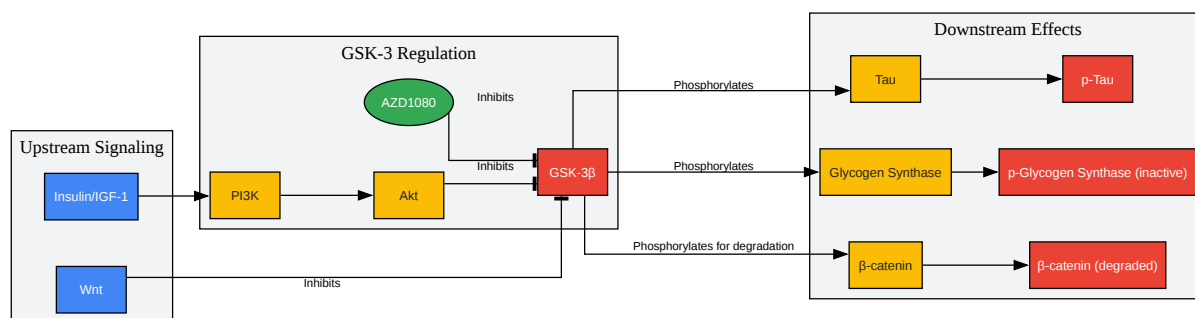 Downstream Effects
GSK-3 Regulation
Tau
p-Tau
Phosphorylates
AZD1080
Inhibits
Upstream Signaling
GSK-3β
Inhibits
Phosphorylates
Glycogen Synthase
p-Glycogen Synthase (inactive)
Insulin/IGF-1
PI3K
Akt
Phosphorylates for degradation
β-catenin
β-catenin (degraded)
Wnt
Inhibits